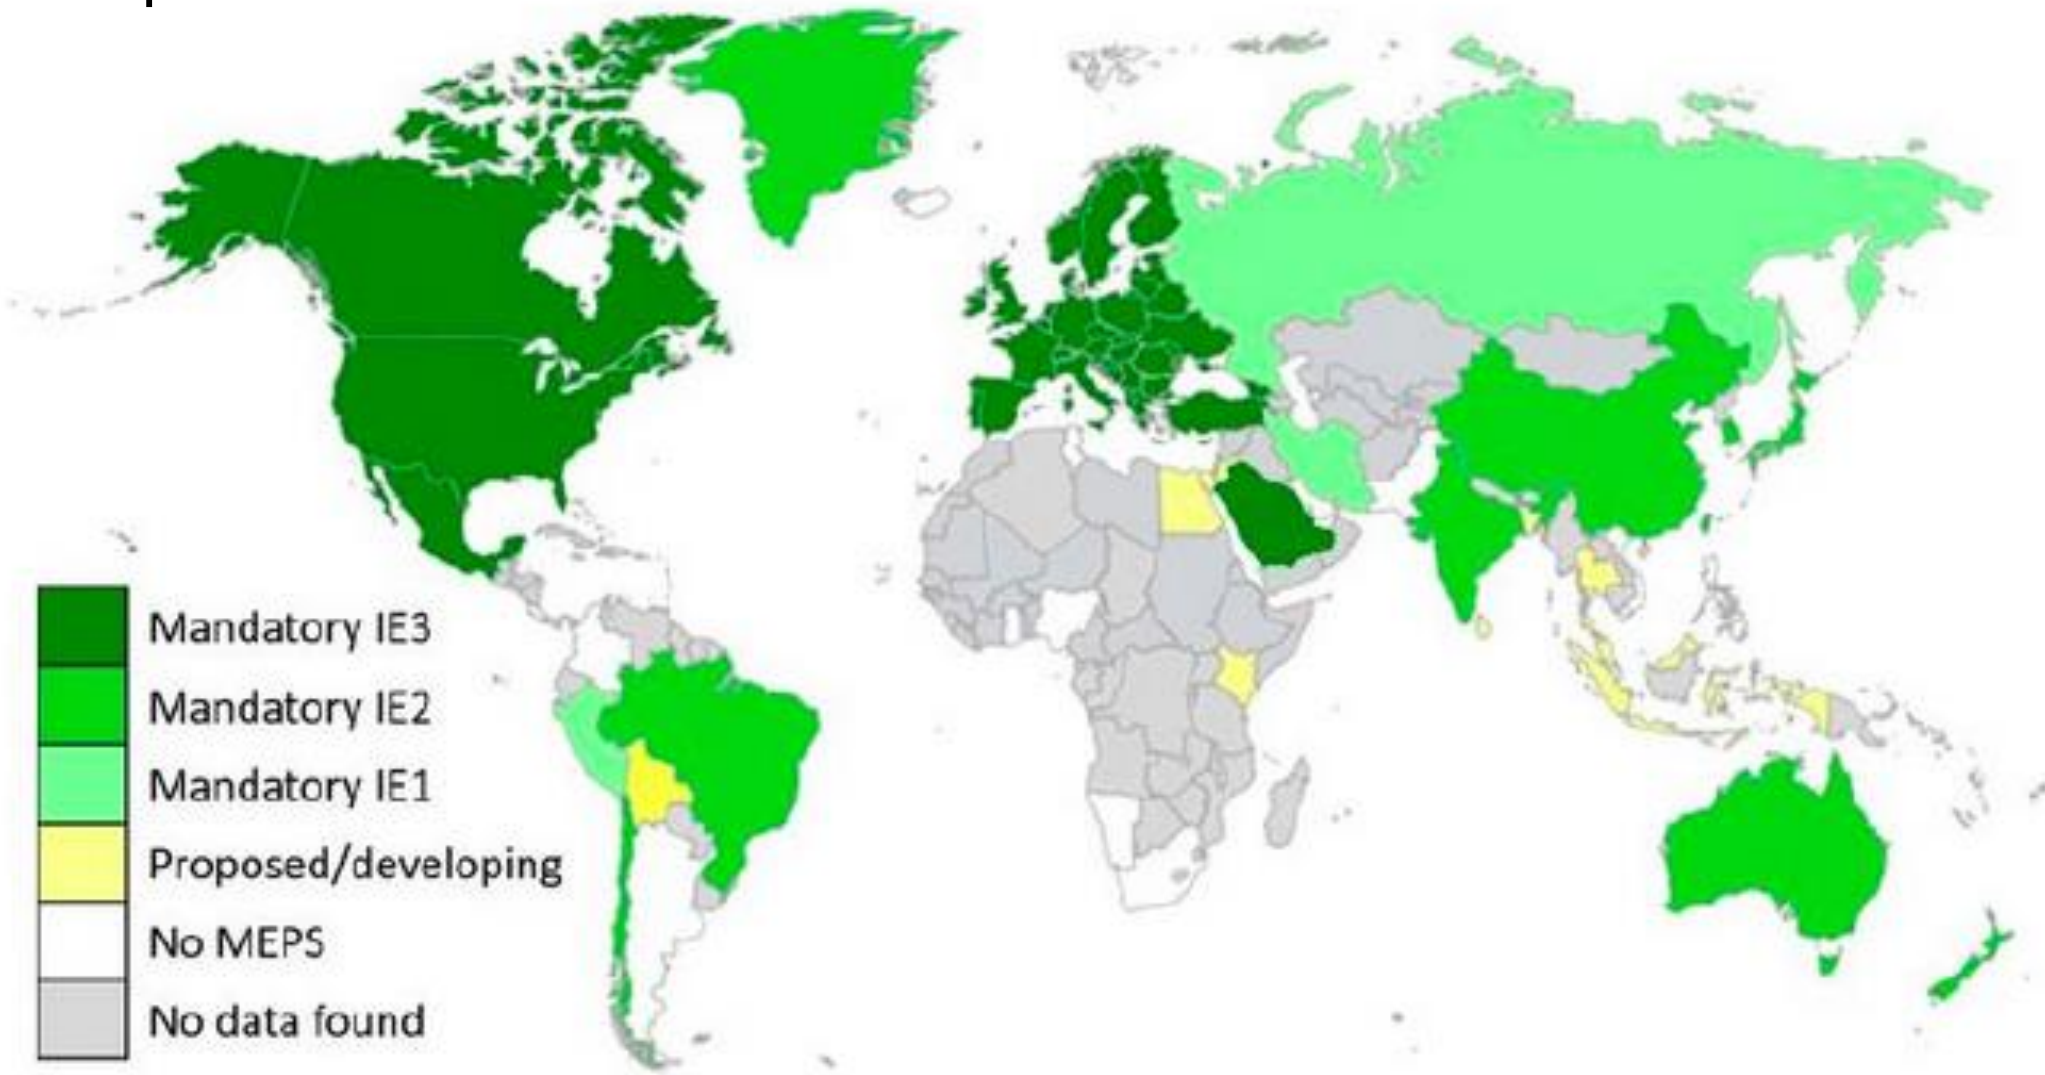 Mandatory IE3
Mandatory IE2
Mandatory IE1
Proposed/developing
No MEPS
No data found